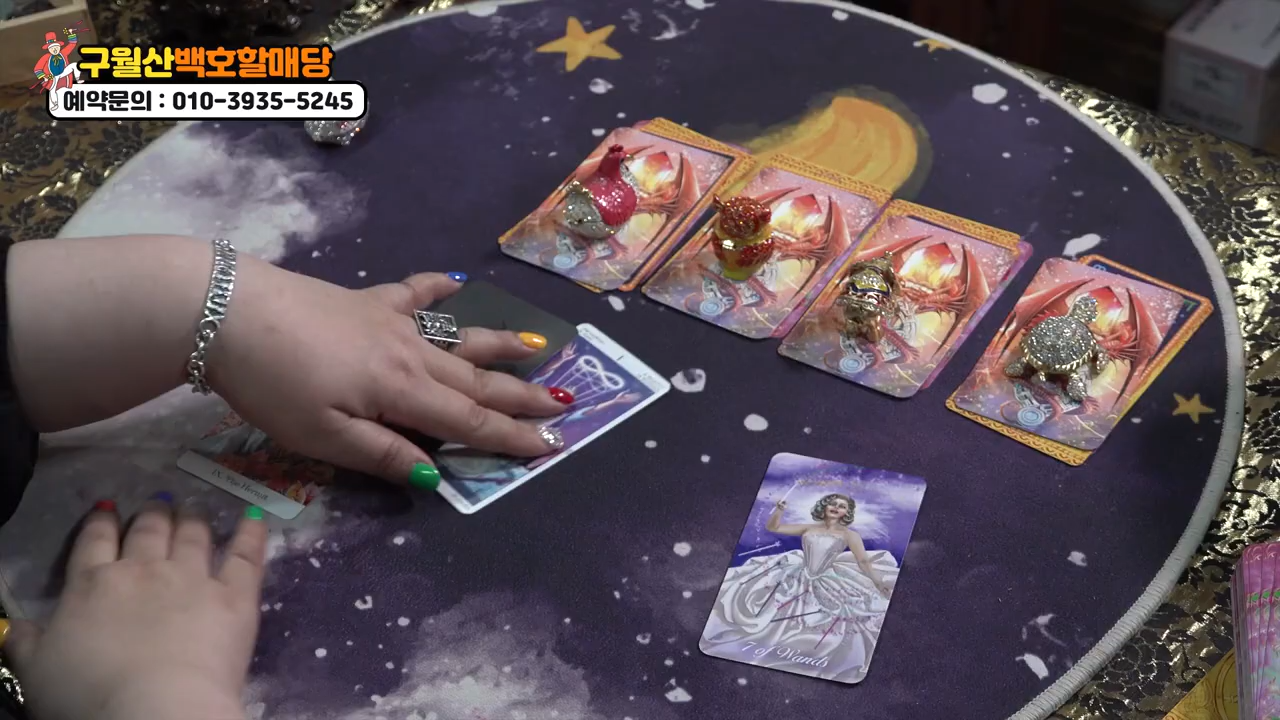 구월산백호할매당
예약문의 : 010-3935-5245
IX. The Hermit
7 of Wands